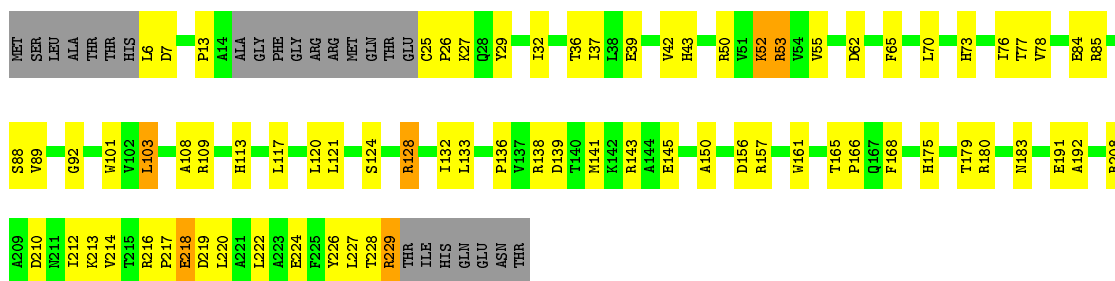 MET SER LEU ALA THR THR HIS L6 D7 P13 A14 ALA GLY PHE GLY ARG ARG MET GLN THR GLU C25 P26 K27 Q28 Y29 I32 T36 I37 L38 E39 V42 H43 R50 V51 K52 R53 V54 V55 D62 F65 L70 H73 I76 T77 V78 E84 R85
S88 V89 G92 W101 V102 L103 A108 R109 H113 L117 L120 L121 S124 R128 I132 L133 P136 V137 R138 D139 T140 M141 K142 R143 A144 E145 A150 D156 R157 W161 T165 P166 Q167 F168 H175 T179 R180 N183 E191 A192
A209 D210 N211 I212 K213 V214 T215 R216 P217 E218 D219 L220 A221 L222 A223 E224 F225 Y226 L227 T228 R229 THR ILE HIS GLN GLU ASN THR